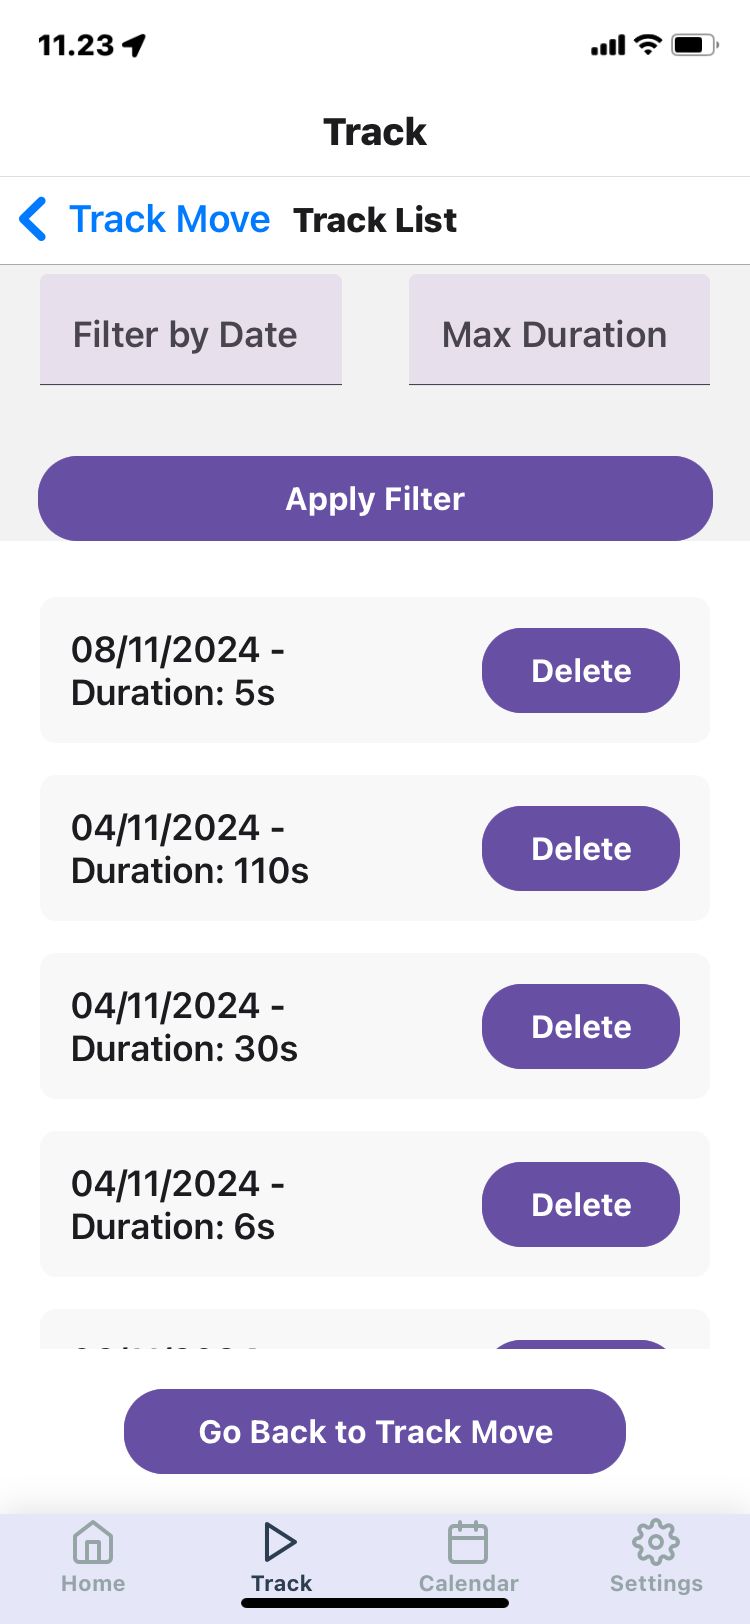 11.23
Track
Track Move Track List
Filter by Date Max Duration
Apply Filter
08/11/2024 -
Duration: 5s
Delete
04/11/2024 -
Duration: 110s
Delete
04/11/2024 -
Duration: 30s
Delete
04/11/2024 -
Duration: 6s
Delete
Go Back to Track Move
Home Track Calendar Settings